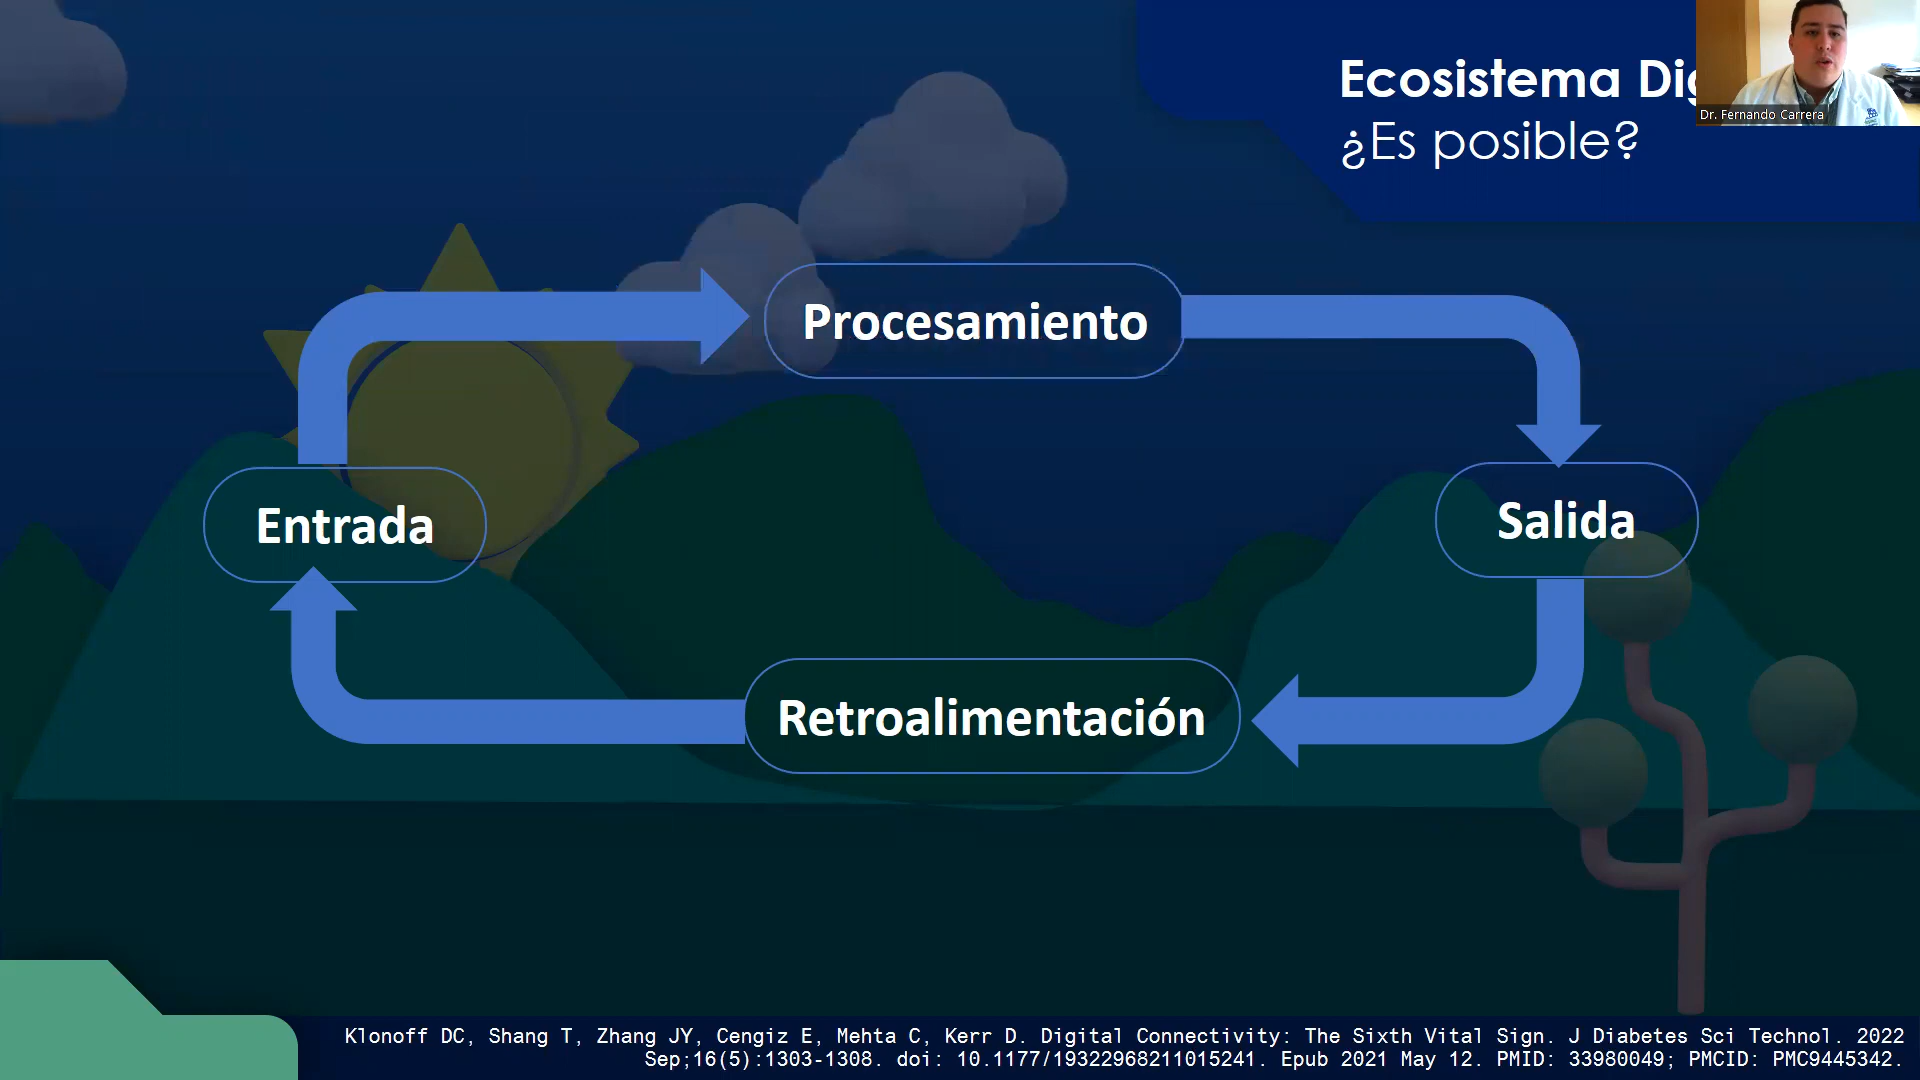 Ecosistema Dig
¿Es posible?
Dr. Fernando Carrera
Procesamiento
Entrada
Salida
Retroalimentación
Klonoff DC, Shang T, Zhang JY, Cengiz E, Mehta C, Kerr D. Digital Connectivity: The Sixth Vital Sign. J Diabetes Sci Technol. 2022
Sep;16(5):1303-1308. doi: 10.1177/19322968211015241. Epub 2021 May 12. PMID: 33980049; PMCID: PMC9445342.